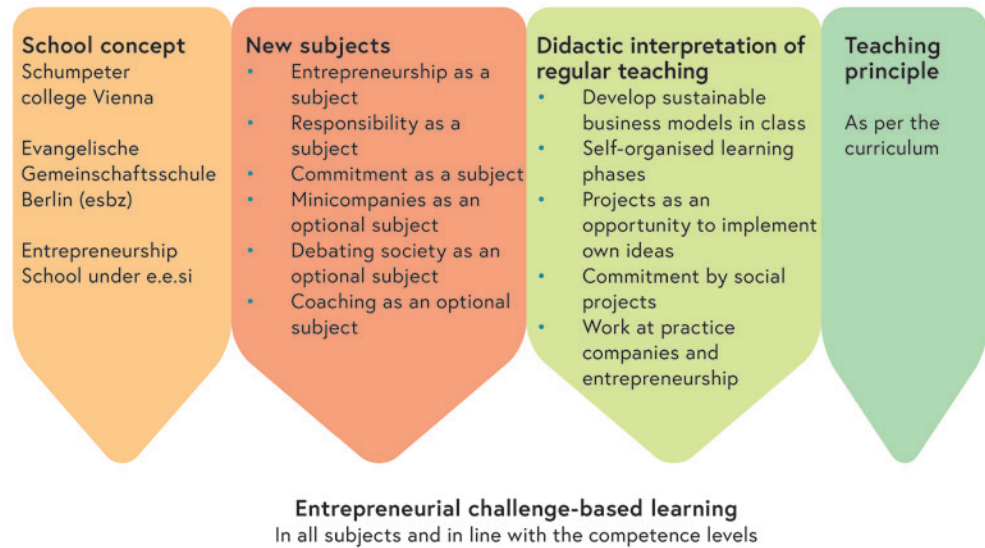 School concept
Schumpeter
college Vienna
Evangelische
Gemeinschaftsschule
Berlin (esbz)
Entrepreneurship
School under e.e.si
New subjects
• Entrepreneurship as a
subject
• Responsibility as a
subject
• Commitment as a subject
• Minicompanies as an
optional subject
• Debating society as an
optional subject
• Coaching as an optional
subject
Didactic interpretation of
regular teaching
• Develop sustainable
business models in class
• Self-organised learning
phases
• Projects as an
opportunity to implement
own ideas
• Commitment by social
projects
• Work at practice
companies and
entrepreneurship
Teaching
principle
As per the
curriculum
Entrepreneurial challenge-based learning
In all subjects and in line with the competence levels